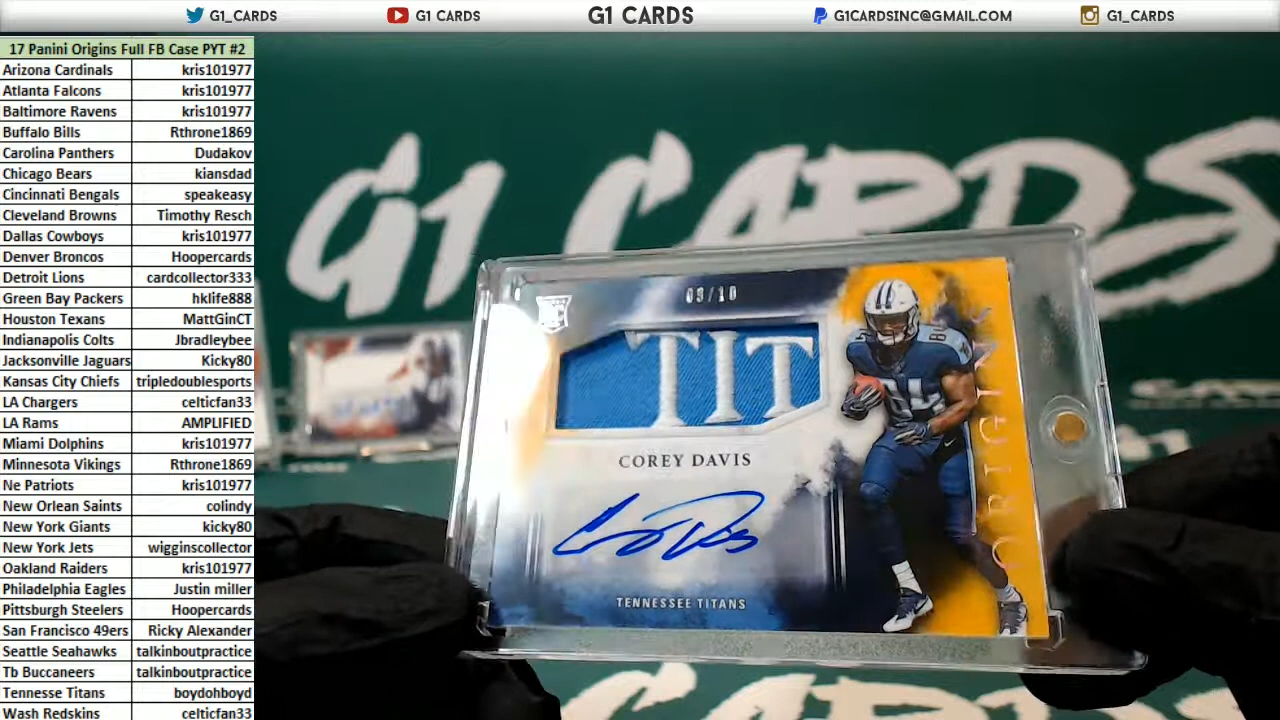 G1_CARDS
G1 CARDS
G1 CARDS
G1CARDSINC@GMAIL.COM
G1_CARDS
17 Panini Origins Full FB Case PYT #2
Arizona Cardinals kris101977
Atlanta Falcons kris101977
Baltimore Ravens kris101977
Buffalo Bills Rthrone1869
Carolina Panthers Dudakov
Chicago Bears kiansdad
Cincinnati Bengals speakeasy
Cleveland Browns Timothy Resch
Dallas Cowboys kris101977
Denver Broncos Hoopercards
Detroit Lions cardcollector333
Green Bay Packers hklife888
Houston Texans MattGinCT
Indianapolis Colts Jbradleybee
Jacksonville Jaguars Kicky80
Kansas City Chiefs tripledoublesports
LA Chargers celticfan33
LA Rams AMPLIFIED
Miami Dolphins kris101977
Minnesota Vikings Rthrone1869
Ne Patriots kris101977
New Orlean Saints colindy
New York Giants kicky80
New York Jets wigginscollector
Oakland Raiders kris101977
Philadelphia Eagles Justin miller
Pittsburgh Steelers Hoopercards
San Francisco 49ers Ricky Alexander
Seattle Seahawks talkinboutpractice
Tb Buccaneers talkinboutpractice
Tennesse Titans boydohboyd
Wash Redskins celticfan33
G1 CARDS
TIT
84
COREY DAVIS
TENNESSEE TITANS
ORIGINS